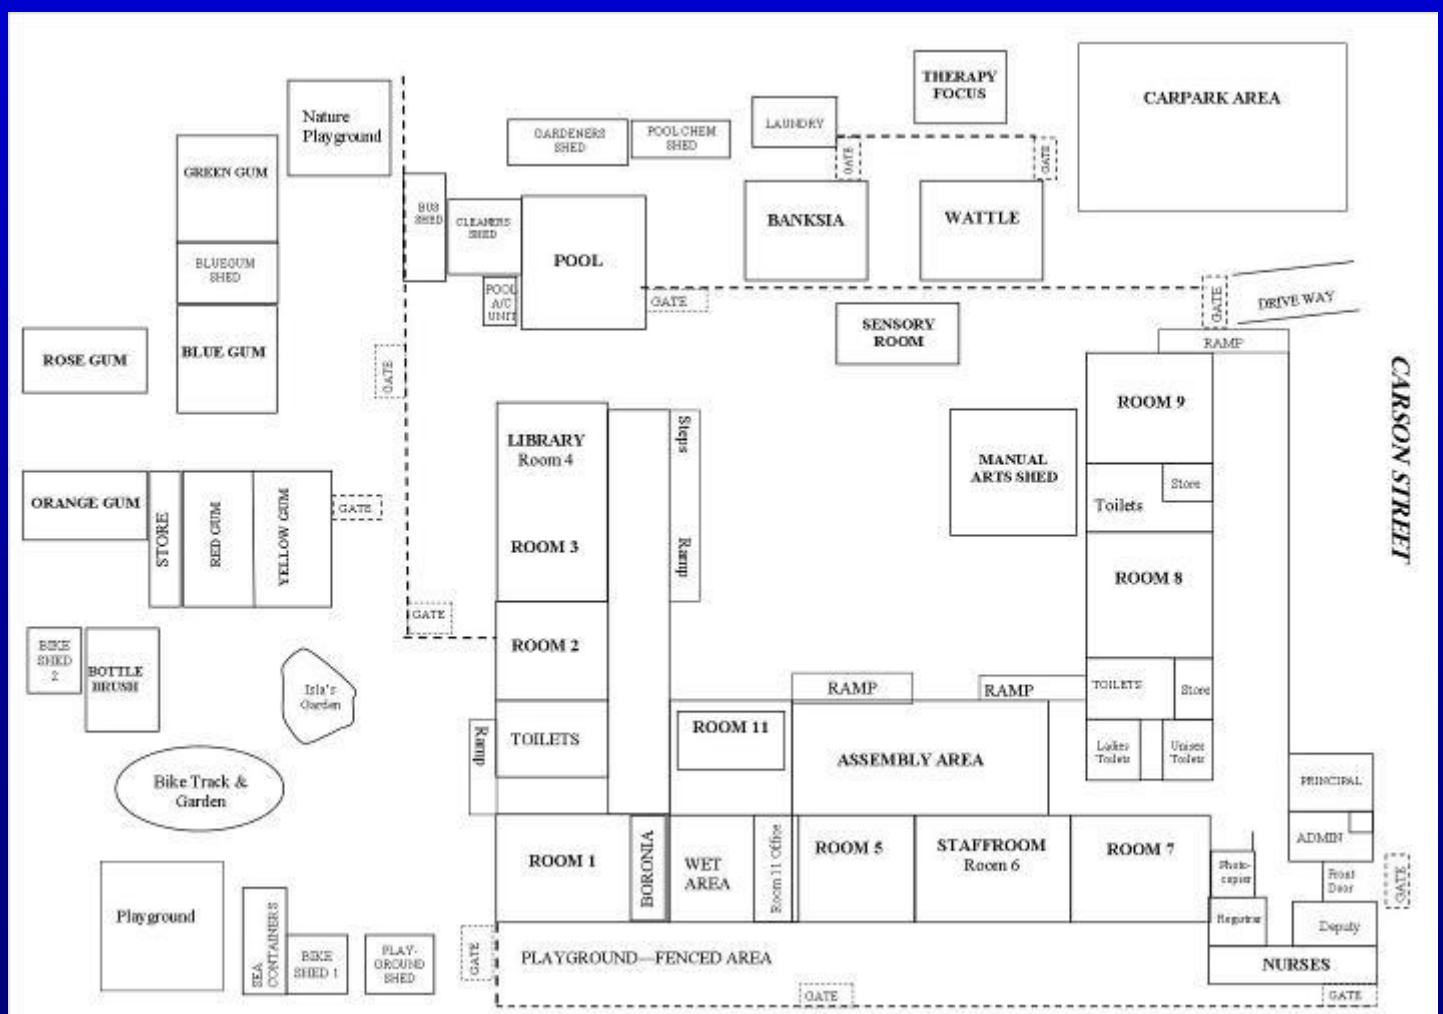 THERAPY
FOCUS
CARPARK AREA
Nature
Playground
LAUNDRY
GARDENERS
SHED
POOL CHEM
SHED
GATE
GATE
GREEN GUM
BUS
SHED
CLEANERS
SHED
BANKSIA
WATTLE
BLUEGUM
SHED
POOL
POOL
A/C
UNIT
GATE
GATE
DRIVE WAY
SENSORY
ROOM
RAMP
ROSE GUM
BLUE GUM
GATE
CARSON STREET
ROOM 9
LIBRARY
Room 4
Steps
MANUAL
ARTS SHED
Store
Toilets
ORANGE GUM
STORE
RED GUM
YELLOW GUM
GATE
ROOM 3
Ramp
ROOM 8
GATE
ROOM 2
BIKE
SHED
2
BOTTLE
BRUSH
Isla's
Garden
RAMP
RAMP
TOILETS
Store
Ramp
TOILETS
ROOM 11
ASSEMBLY AREA
Ladies
Toilets
Unisex
Toilets
Bike Track &
Garden
PRINCIPAL
ADMIN
ROOM 1
BORONIA
WET
AREA
Room 11 Office
ROOM 5
STAFFROOM
Room 6
ROOM 7
Photo-
copier
Front
Door
GATE
Playground
SEA
CONTAINERS
BIKE
SHED 1
PLAY-
GROUND
SHED
GATE
PLAYGROUND—FENCED AREA
Registrar
Deputy
NURSES
GATE
GATE